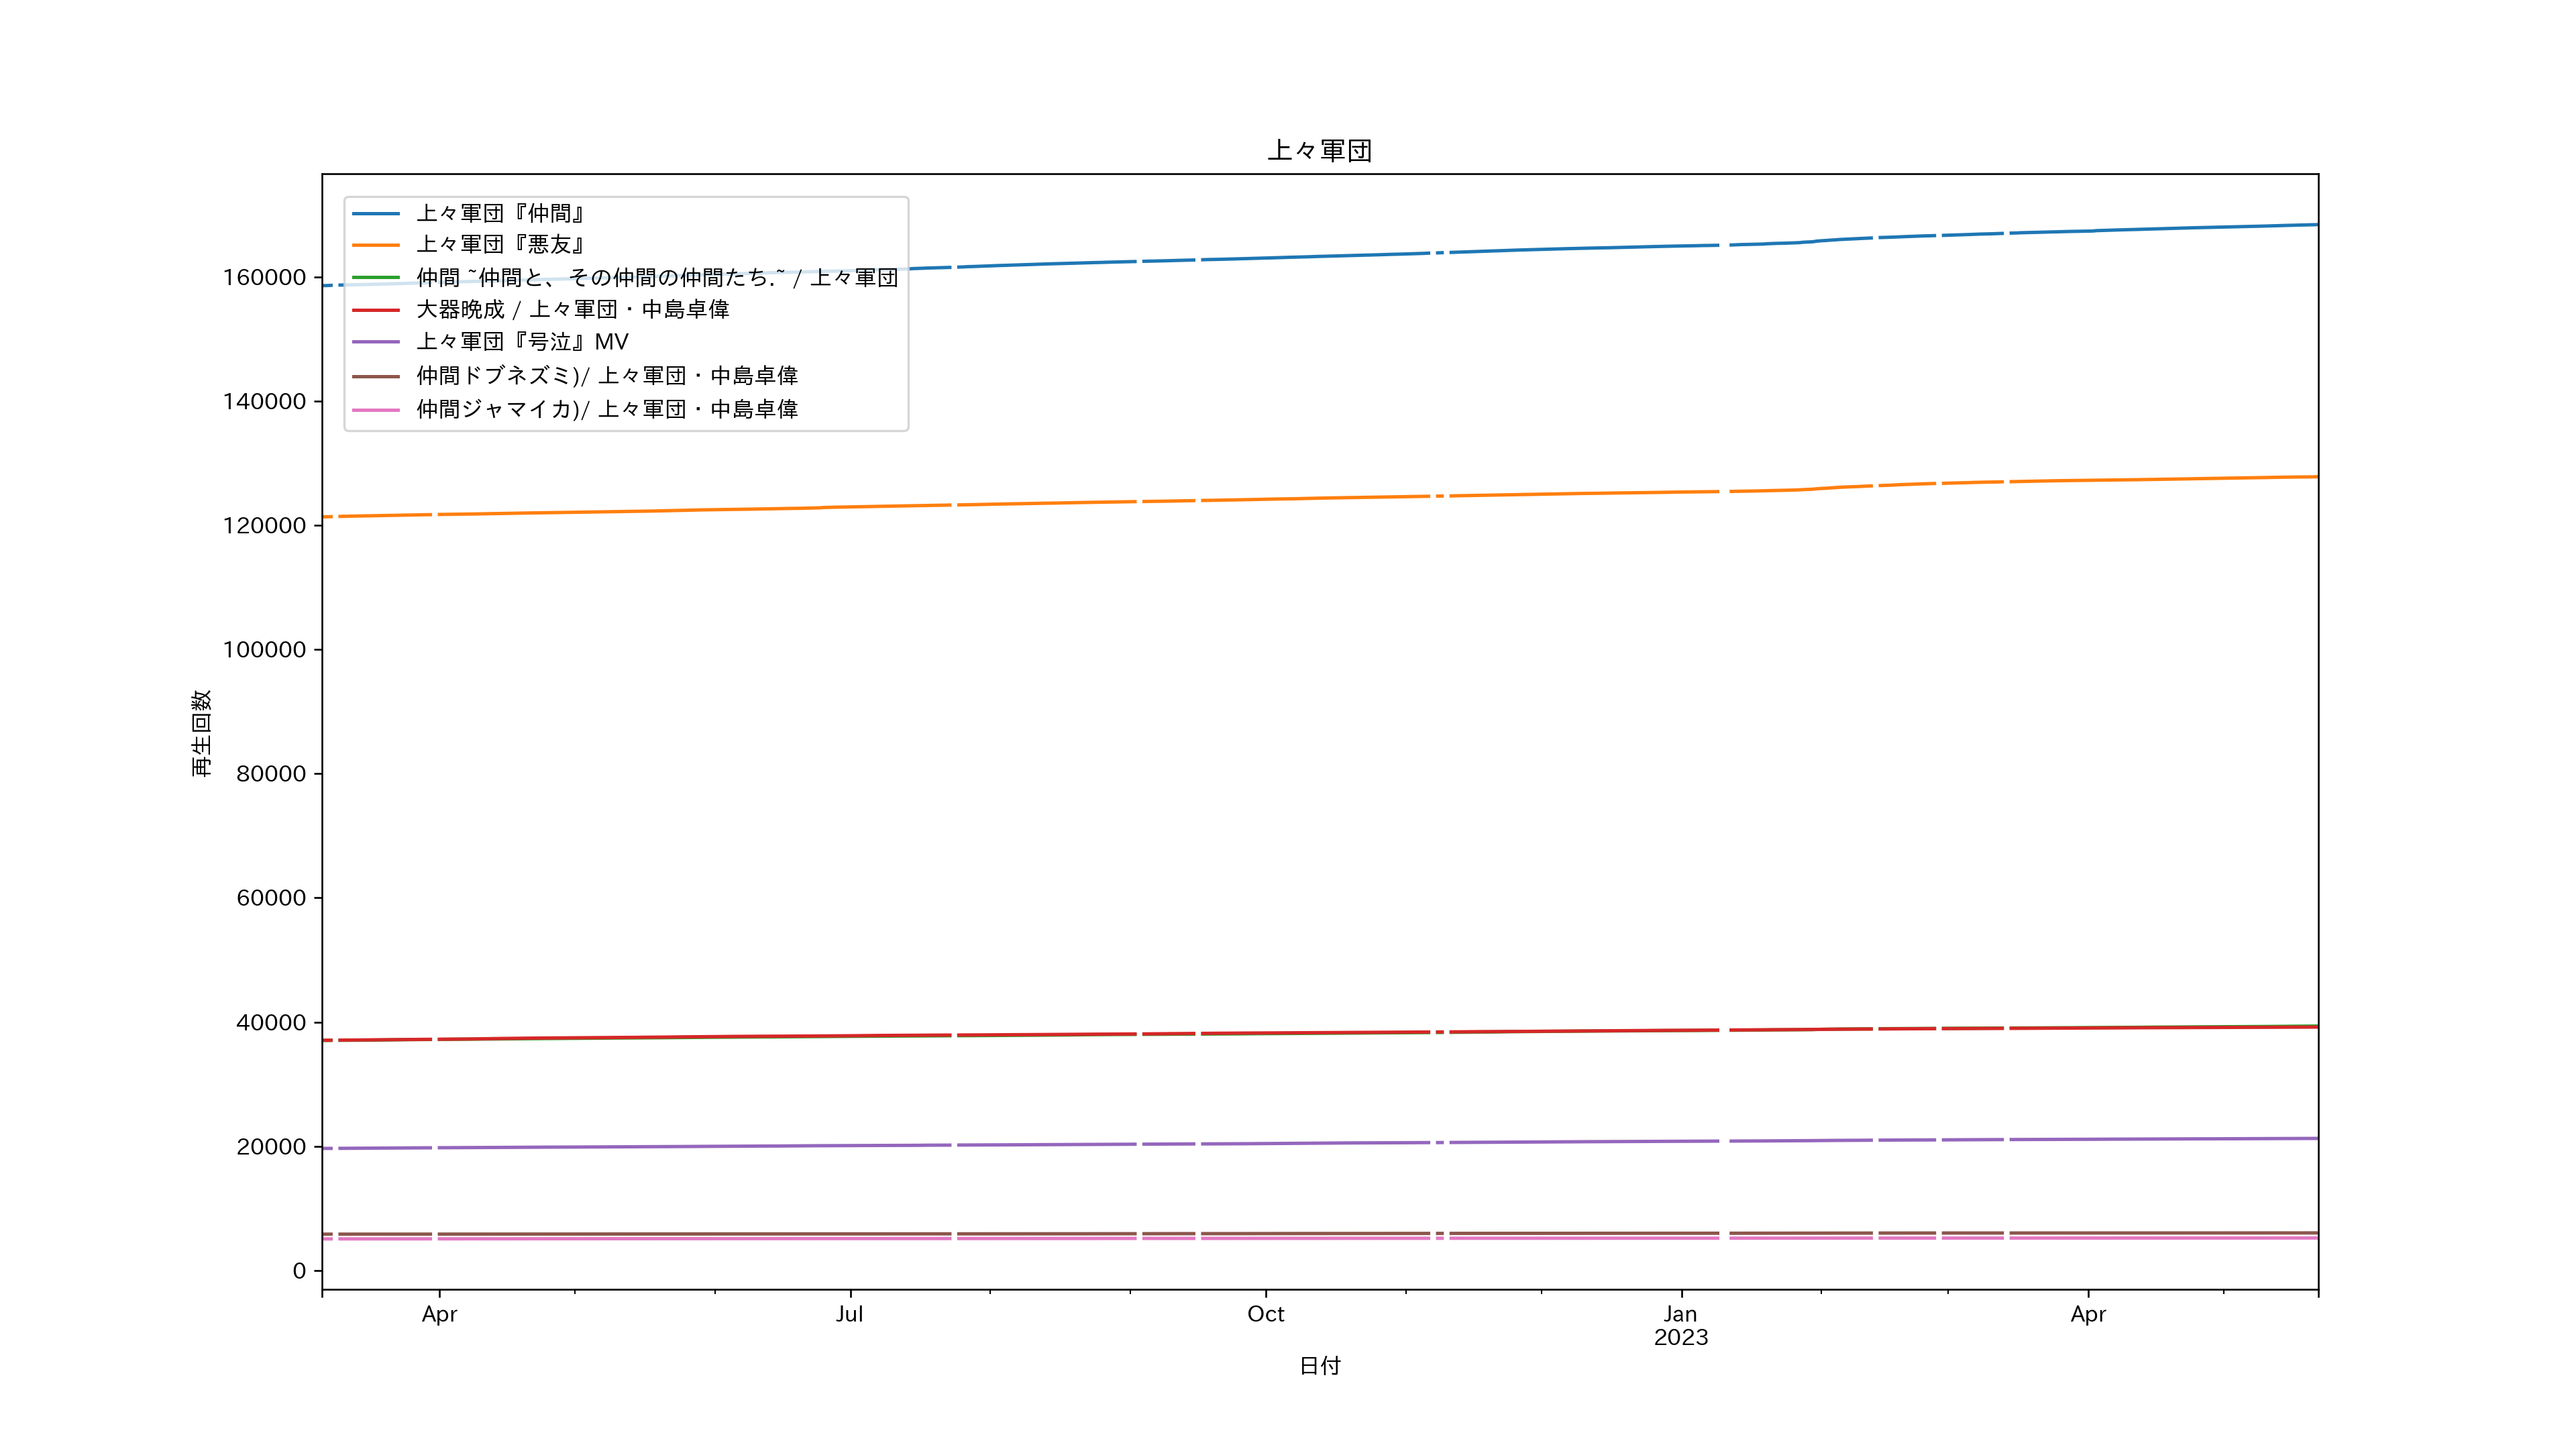 上々軍団
上々軍団『仲間』
上々軍団『悪友』
仲間 ~仲間と、その仲間の仲間たち.~ / 上々軍団
大器晩成 / 上々軍団・中島卓偉
上々軍団『号泣』MV
仲間ドブネズミ)/ 上々軍団・中島卓偉
仲間ジャマイカ)/ 上々軍団・中島卓偉
160000
140000
120000
100000
80000
60000
40000
20000
0
再生回数
Apr Jul Oct Jan Apr
2023
日付